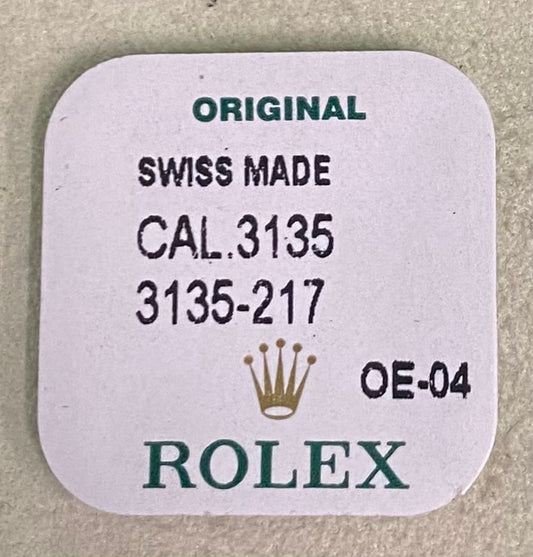 ORIGINAL
SWISS MADE
CAL.3135
3135-217
OE-04
ROLEX